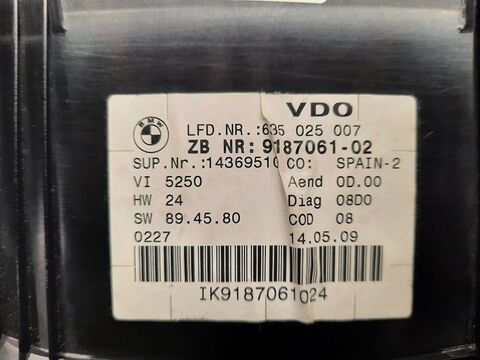 BMW
VDO
LFD.NR.:635 025 007
ZB NR: 9187061-02
SUP.Nr.:14369510 CO: SPAIN-2
VI 5250 Aend 0D.00
HW 24 Diag 08D0
SW 89.45.80 COD 08
0227 14.05.09
IK9187061024